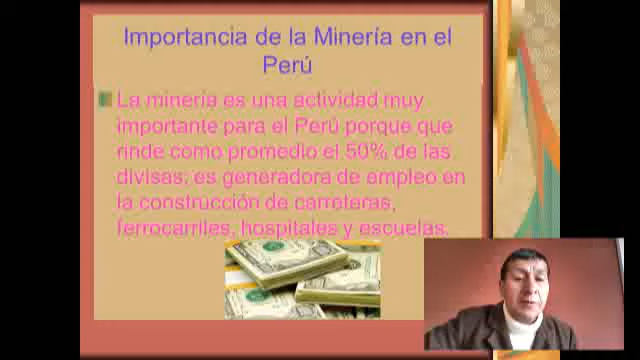 Importancia de la Minería en el
Perú
La minería es una actividad muy
importante para el Perú porque que
rinde como promedio el 50% de las
divisas, es generadora de empleo en
la construcción de carreteras,
ferrocarriles, hospitales y escuelas.